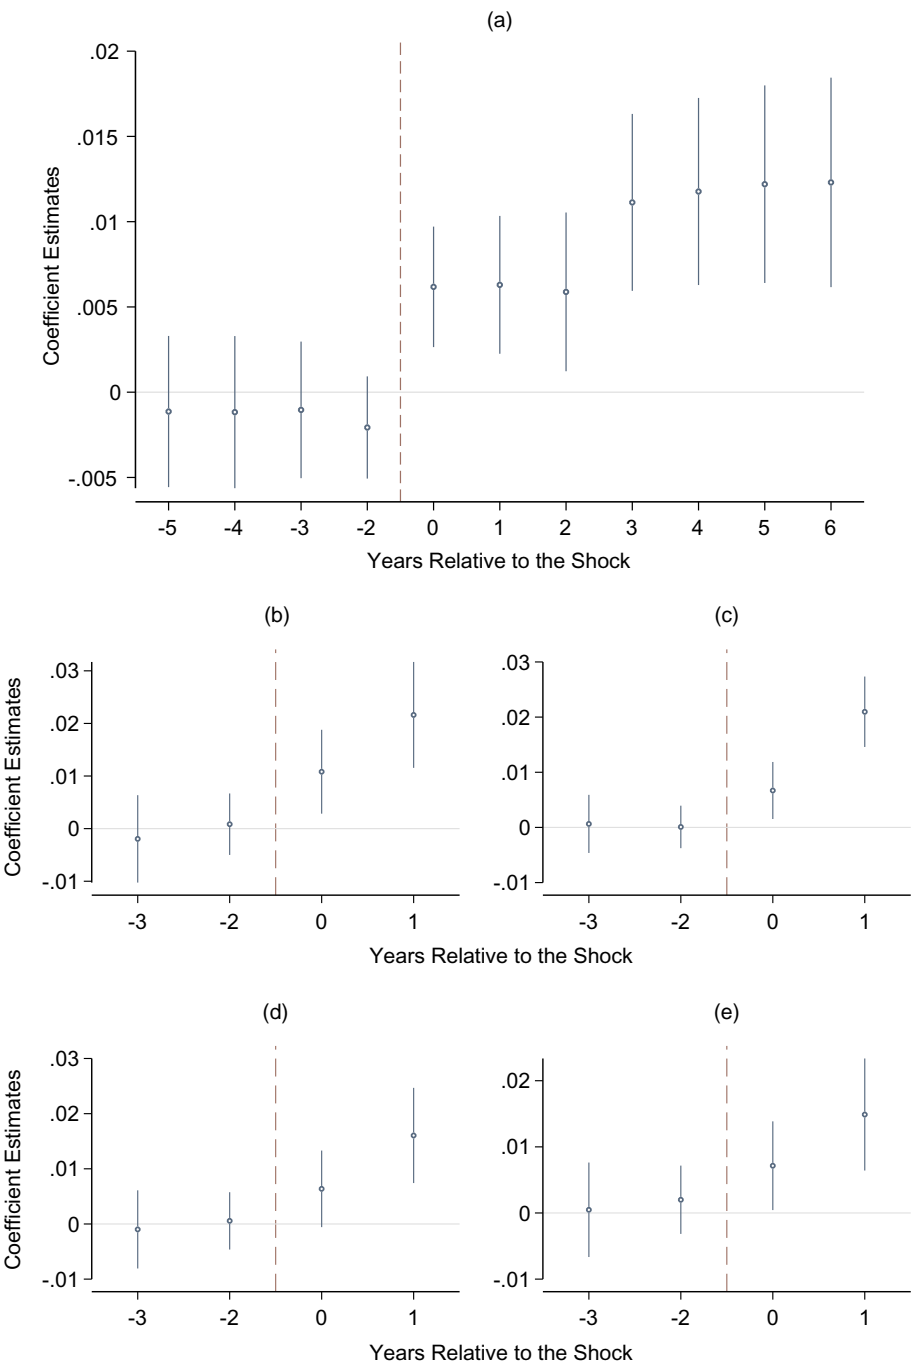 (a)
Coefficient Estimates
.02
.015
.01
.005
0
-.005
-5 -4 -3 -2 0 1 2 3 4 5 6
Years Relative to the Shock
(b)
(c)
Coefficient Estimates
.03
.02
.01
0
-.01
-3 -2 0 1
.03
.02
.01
0
-.01
-3 -2 0 1
Years Relative to the Shock
(d)
(e)
Coefficient Estimates
.03
.02
.01
0
-.01
-3 -2 0 1
.02
.01
0
-.01
-3 -2 0 1
Years Relative to the Shock